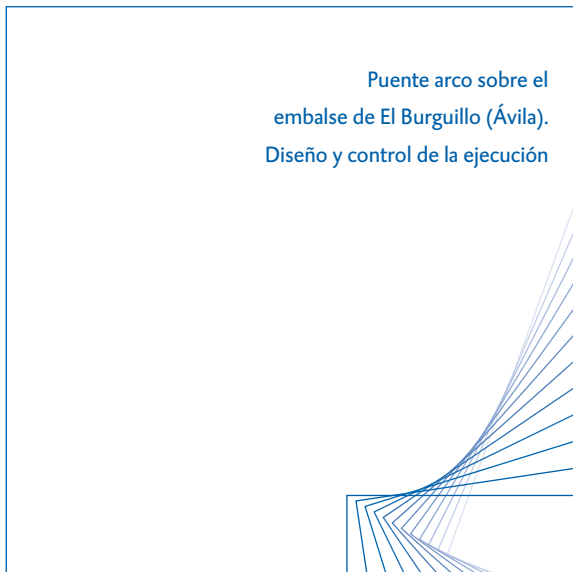 Puente arco sobre el
embalse de El Burguillo (Ávila).
Diseño y control de la ejecución